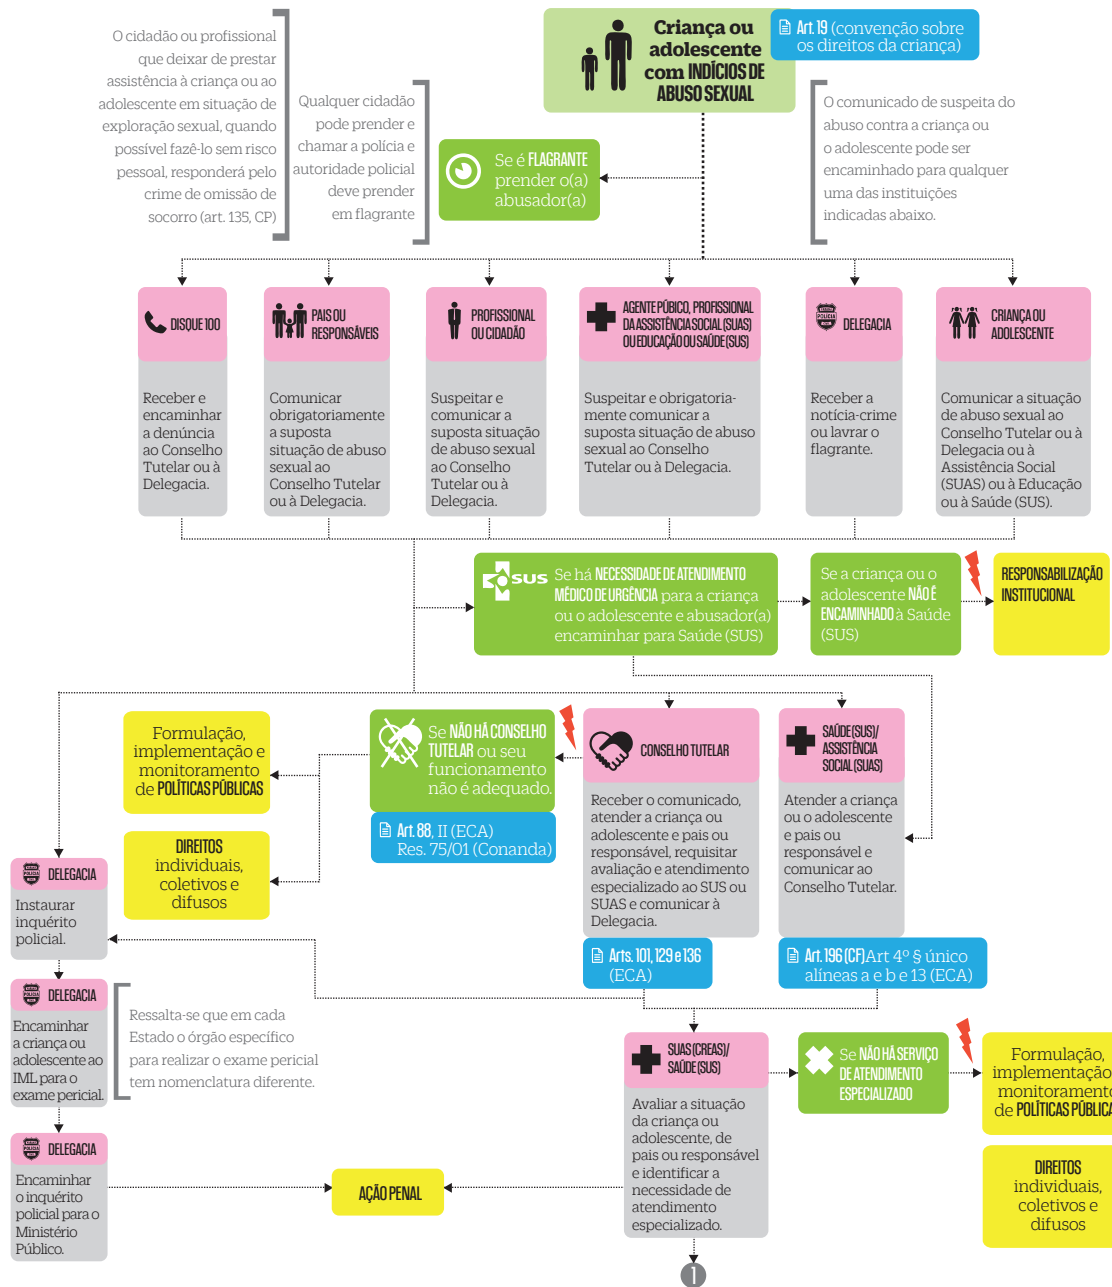 O cidadão ou profissional
que deixar de prestar
assistência à criança ou ao
adolescente em situação de
exploração sexual, quando
possível fazê-lo sem risco
pessoal, responderá pelo
crime de omissão de
socorro (art. 135, CP)
Qualquer cidadão
pode prender e
chamar a polícia e
autoridade policial
deve prender
em flagrante
Criança ou
adolescente
com INDÍCIOS DE
ABUSO SEXUAL
Art. 19 (convenção sobre
os direitos da criança)
Se é FLAGRANTE
prender o(a)
abusador(a)
O comunicado de suspeita do
abuso contra a criança ou
o adolescente pode ser
encaminhado para qualquer
uma das instituições
indicadas abaixo.
DISQUE 100
Receber e
encaminhar
a denúncia
ao Conselho
Tutelar ou à
Delegacia.
PAIS OU
RESPONSÁVEIS
Comunicar
obrigatoriamente
a suposta
situação de abuso
sexual ao
Conselho Tutelar
ou à Delegacia.
PROFISSIONAL
OU CIDADÃO
Suspeitar e
comunicar a
suposta situação
de abuso sexual
ao Conselho
Tutelar ou à
Delegacia.
AGENTE PÚBICO, PROFISSIONAL
DA ASSISTÊNCIA SOCIAL (SUAS)
OU EDUCAÇÃO OU SAÚDE (SUS)
Suspeitar e obrigatoria-
mente comunicar a
suposta situação de abuso
sexual ao Conselho
Tutelar ou à Delegacia.
POLÍCIA
DELEGACIA
Receber a
notícia-crime
ou lavrar o
flagrante.
CRIANÇA OU
ADOLESCENTE
Comunicar a situação
de abuso sexual ao
Conselho Tutelar ou à
Delegacia ou à
Assistência Social
(SUAS) ou à Educação
ou à Saúde (SUS).
SUS
Se há NECESSIDADE DE ATENDIMENTO
MÉDICO DE URGÊNCIA para a criança
ou o adolescente e abusador(a)
encaminhar para Saúde (SUS)
Se a criança ou o
adolescente NÃO É
ENCAMINHADO à Saúde
(SUS)
RESPONSABILIZAÇÃO
INSTITUCIONAL
Formulação,
implementação e
monitoramento
de POLÍTICAS PÚBLICAS
DIREITOS
individuais,
coletivos e
difusos
Se NÃO HÁ CONSELHO
TUTELAR ou seu
funcionamento
não é adequado.
Art. 88, II (ECA)
Res. 75/01 (Conanda)
CONSELHO TUTELAR
Receber o comunicado,
atender a criança ou
adolescente e pais ou
responsável, requisitar
avaliação e atendimento
especializado ao SUS ou
SUAS e comunicar à
Delegacia.
Arts. 101, 129 e 136
(ECA)
SAÚDE (SUS)/
ASSISTÊNCIA
SOCIAL (SUAS)
Atender a criança
ou o adolescente
e pais ou
responsável e
comunicar ao
Conselho Tutelar.
Art. 196 (CF) Art 4º § único
alíneas a e b e 13 (ECA)
POLÍCIA
DELEGACIA
Instaurar
inquérito
policial.
POLÍCIA
DELEGACIA
Encaminhar
a criança ou
adolescente ao
IML para o
exame pericial.
Ressalta-se que em cada
Estado o órgão específico
para realizar o exame pericial
tem nomenclatura diferente.
POLÍCIA
DELEGACIA
Encaminhar
o inquérito
policial para o
Ministério
Público.
AÇÃO PENAL
SUAS (CREAS)/
SAÚDE (SUS)
Avaliar a situação
da criança ou
adolescente, de
pais ou responsável
e identificar a
necessidade de
atendimento
especializado.
Se NÃO HÁ SERVIÇO
DE ATENDIMENTO
ESPECIALIZADO
Formulação,
implementação
monitoramento
de POLÍTICAS PÚBLICA
DIREITOS
individuais,
coletivos e
difusos
1